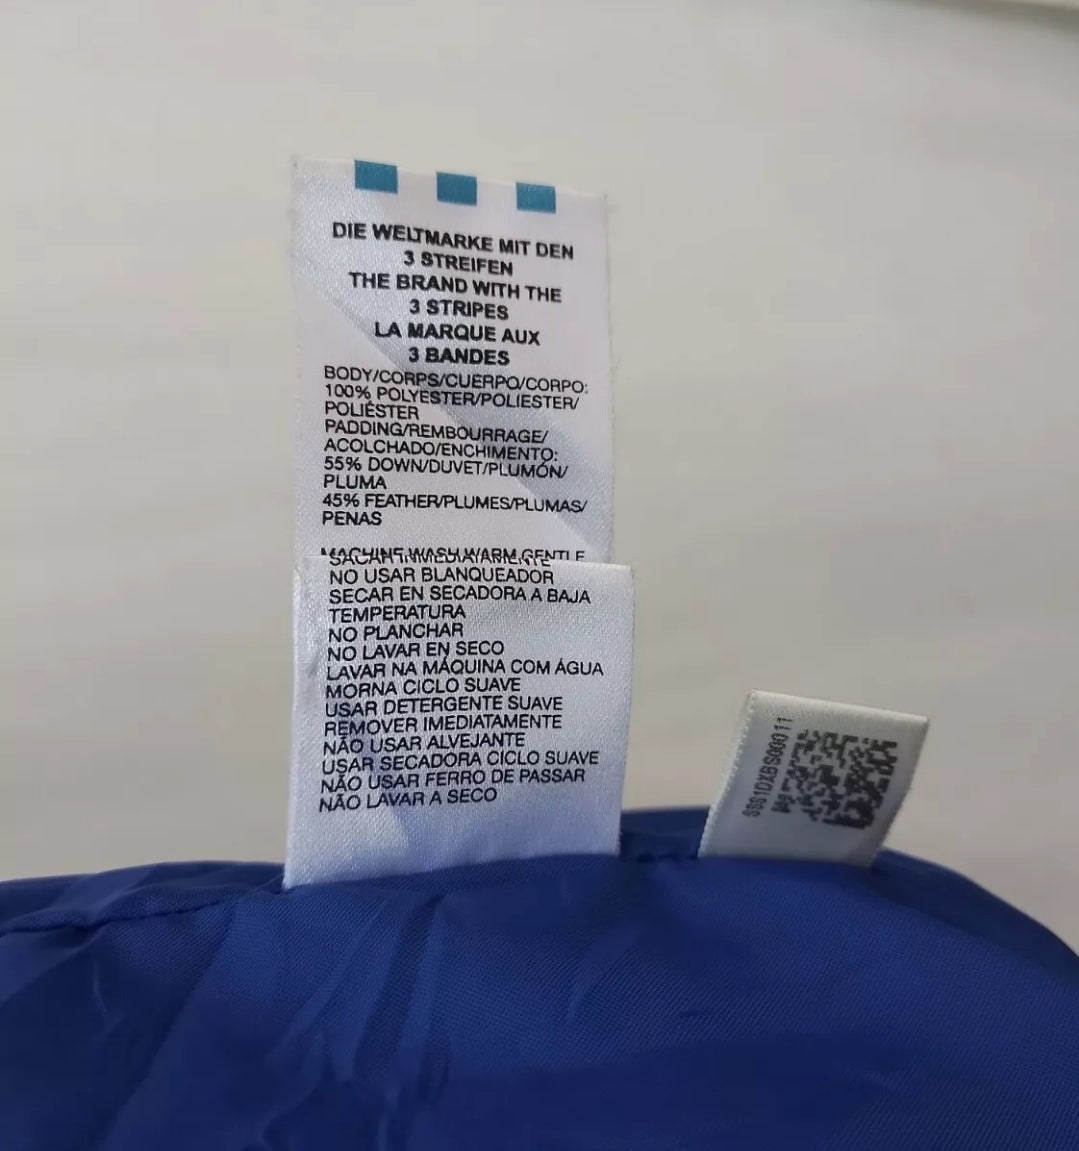 DIE WELTMARKE MIT DEN
3 STREIFEN
THE BRAND WITH THE
3 STRIPES
LA MARQUE AUX
3 BANDES
BODY/CORPS/CUERPO/CORPO:
100% POLYESTER/POLIESTER/
POLIÉSTER
PADDING/REMBOURRAGE/
ACOLCHADO/ENCHIMENTO:
55% DOWN/DUVET/PLUMÓN/
PLUMA
45% FEATHER/PLUMES/PLUMAS/
PENAS
MACHINE WASH WARM GENTLE
NO USAR BLANQUEADOR
SECAR EN SECADORA A BAJA
TEMPERATURA
NO PLANCHAR
NO LAVAR EN SECO
LAVAR NA MÁQUINA COM ÁGUA
MORNA CICLO SUAVE
USAR DETERGENTE SUAVE
REMOVER IMEDIATAMENTE
NÃO USAR ALVEJANTE
USAR SECADORA CICLO SUAVE
NÃO USAR FERRO DE PASSAR
NÃO LAVAR A SECO